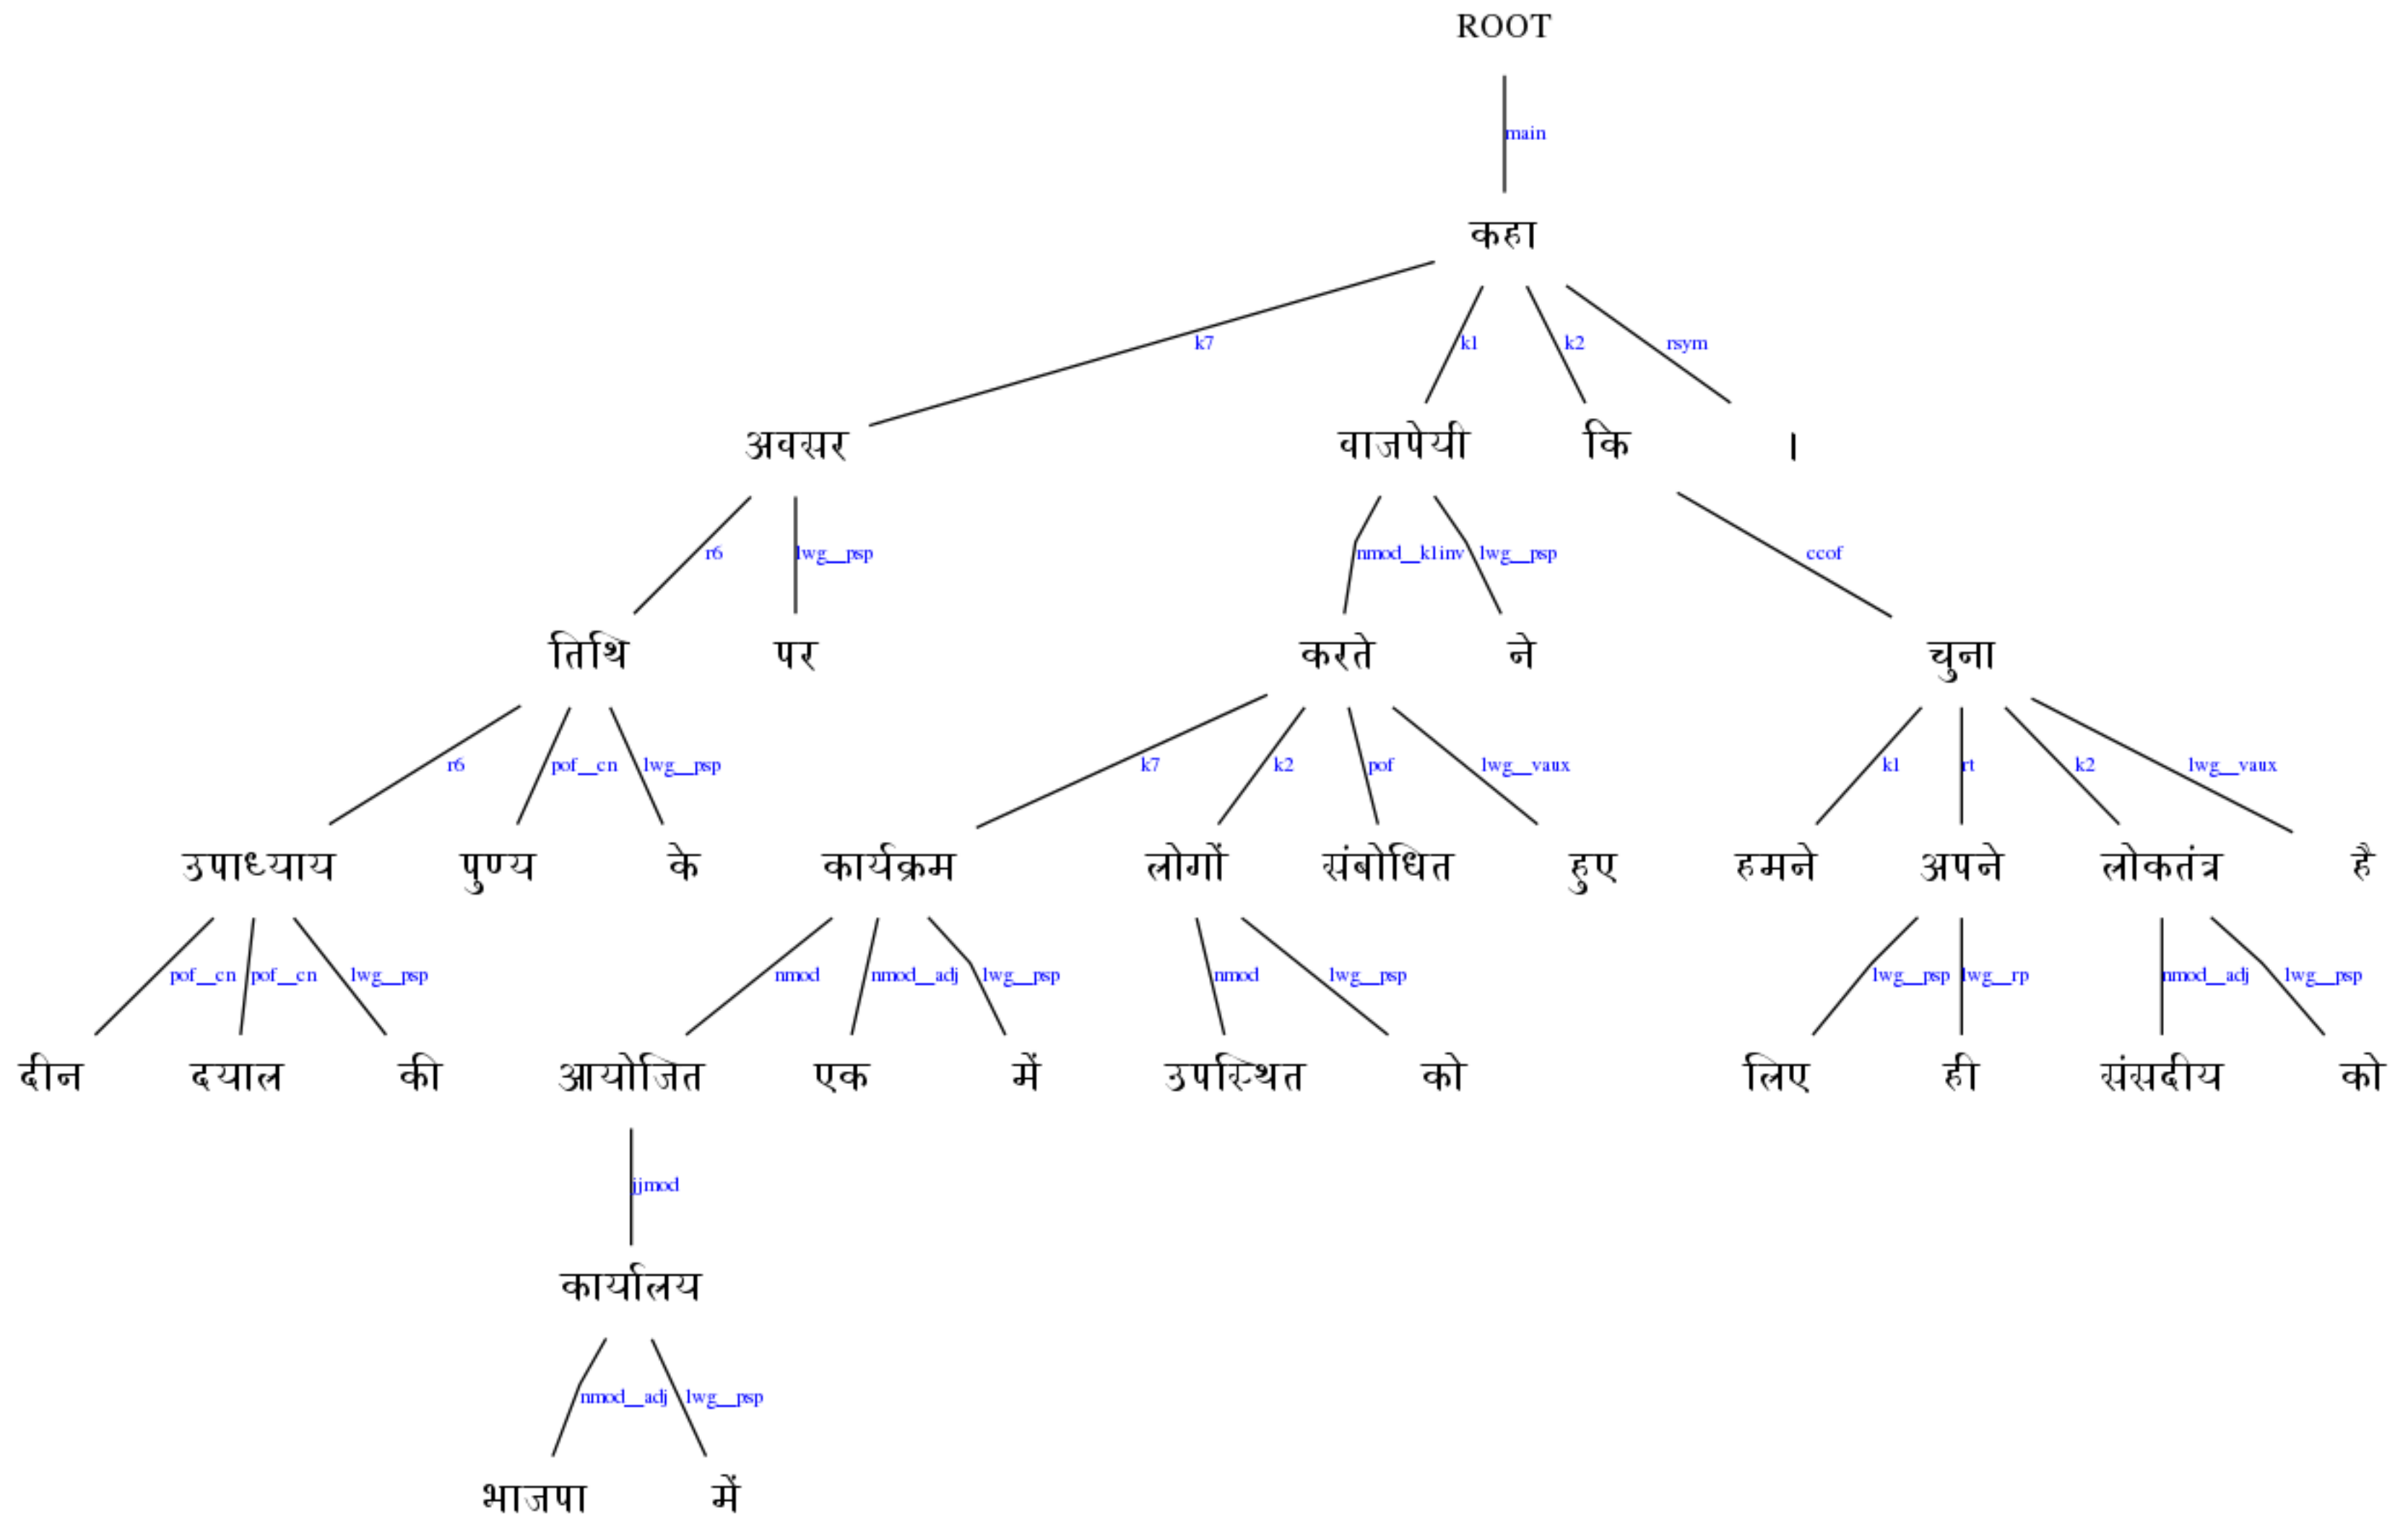 ROOT
main
कहा
k7 k1 k2 rsym
अवसर वाजपेयी कि ।
r6 lwg__psp nmod__k1inv lwg__psp ccof
तिथि पर करते ने चुना
r6 pof__cn lwg__psp k7 k2 pof lwg__vaux k1 rt k2 lwg__vaux
उपाध्याय पुण्य के कार्यक्रम लोगों संबोधित हुए हमने अपने लोकतंत्र है
pof__cn pof__cn lwg__psp nmod nmod__adj lwg__psp nmod lwg__psp lwg__psp lwg__rp nmod__adj lwg__psp
दीन दयाल की आयोजित एक में उपस्थित को लिए ही संसदीय को
jjmod
कार्यालय
nmod__adj lwg__psp
भाजपा में